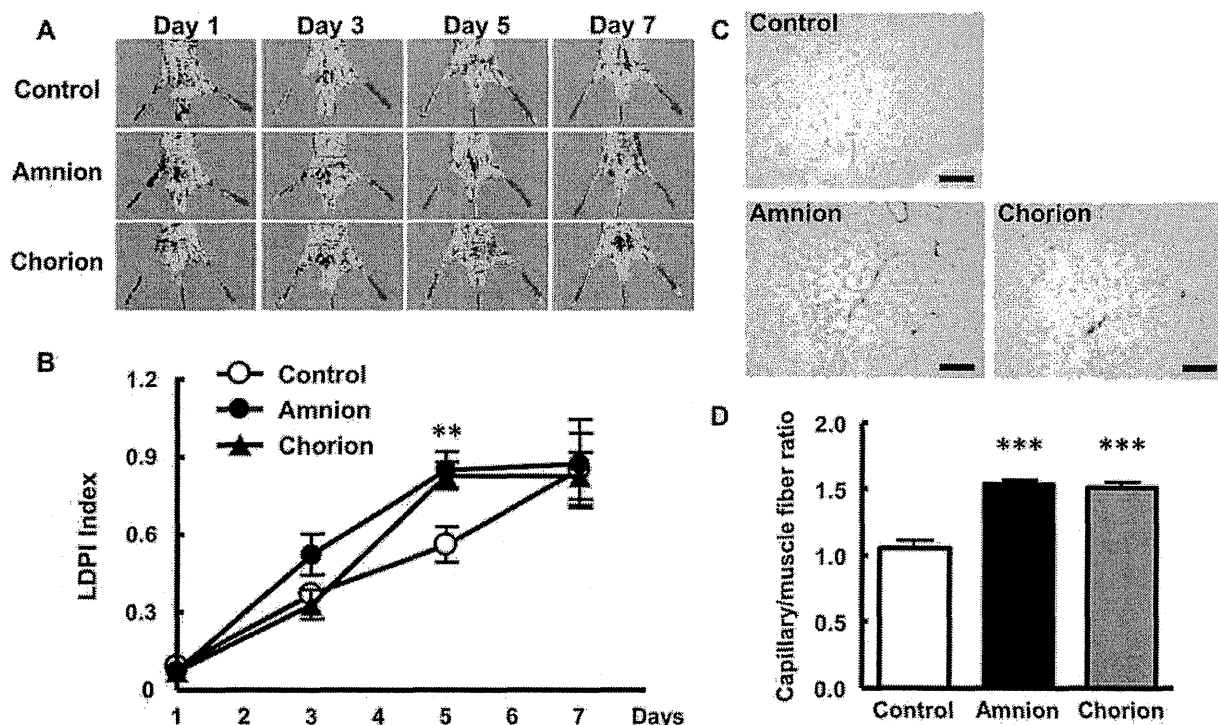 A
Day 1 Day 3 Day 5 Day 7
Control
Amnion
Chorion
B
Control
Amnion
Chorion
**
LDPI Index
1.2
0.9
0.6
0.3
0
1 2 3 4 5 6 7 Days
C
Control
Amnion
Chorion
D
*** ***
Capillary/muscle fiber ratio
2.0
1.5
1.0
0.5
0.0
Control Amnion Chorion